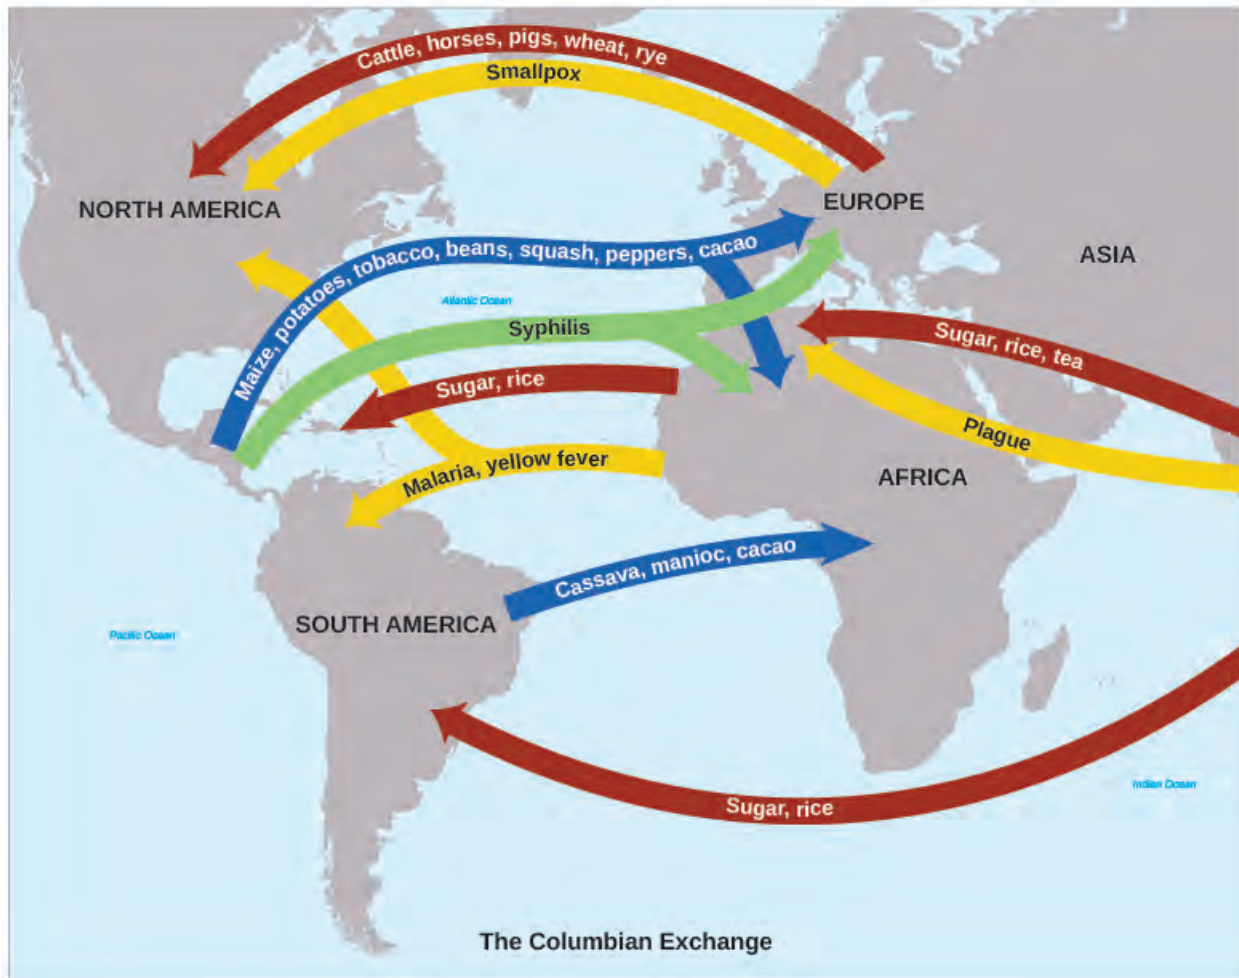 Cattle, horses, pigs, wheat, rye
Smallpox
NORTH AMERICA
EUROPE
Maize, potatoes, tobacco, beans, squash, peppers, cacao
ASIA
Atlantic Ocean
Syphilis
Sugar, rice, tea
Sugar, rice
Plague
Malaria, yellow fever
AFRICA
Cassava, manioc, cacao
SOUTH AMERICA
Pacific Ocean
Indian Ocean
Sugar, rice
The Columbian Exchange